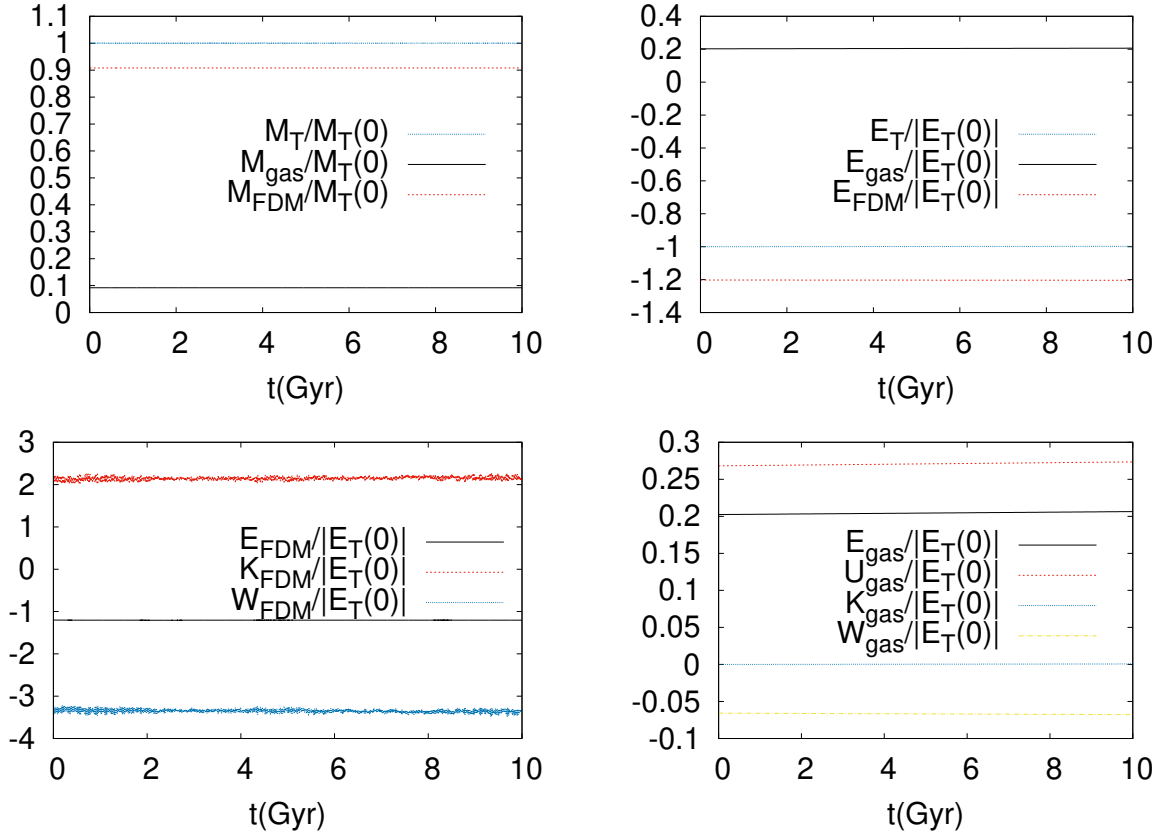 1.1
1
0.9
0.8
0.7
0.6
0.5
0.4
0.3
0.2
0.1
0
M_T/M_T(0)
M_gas/M_T(0)
M_FDM/M_T(0)
0 2 4 6 8 10
t(Gyr)
0.4
0.2
0
-0.2
-0.4
-0.6
-0.8
-1
-1.2
-1.4
E_T/|E_T(0)|
E_gas/|E_T(0)|
E_FDM/|E_T(0)|
0 2 4 6 8 10
t(Gyr)
3
2
1
0
-1
-2
-3
-4
E_FDM/|E_T(0)|
K_FDM/|E_T(0)|
W_FDM/|E_T(0)|
0 2 4 6 8 10
t(Gyr)
0.3
0.25
0.2
0.15
0.1
0.05
0
-0.05
-0.1
E_gas/|E_T(0)|
U_gas/|E_T(0)|
K_gas/|E_T(0)|
W_gas/|E_T(0)|
0 2 4 6 8 10
t(Gyr)